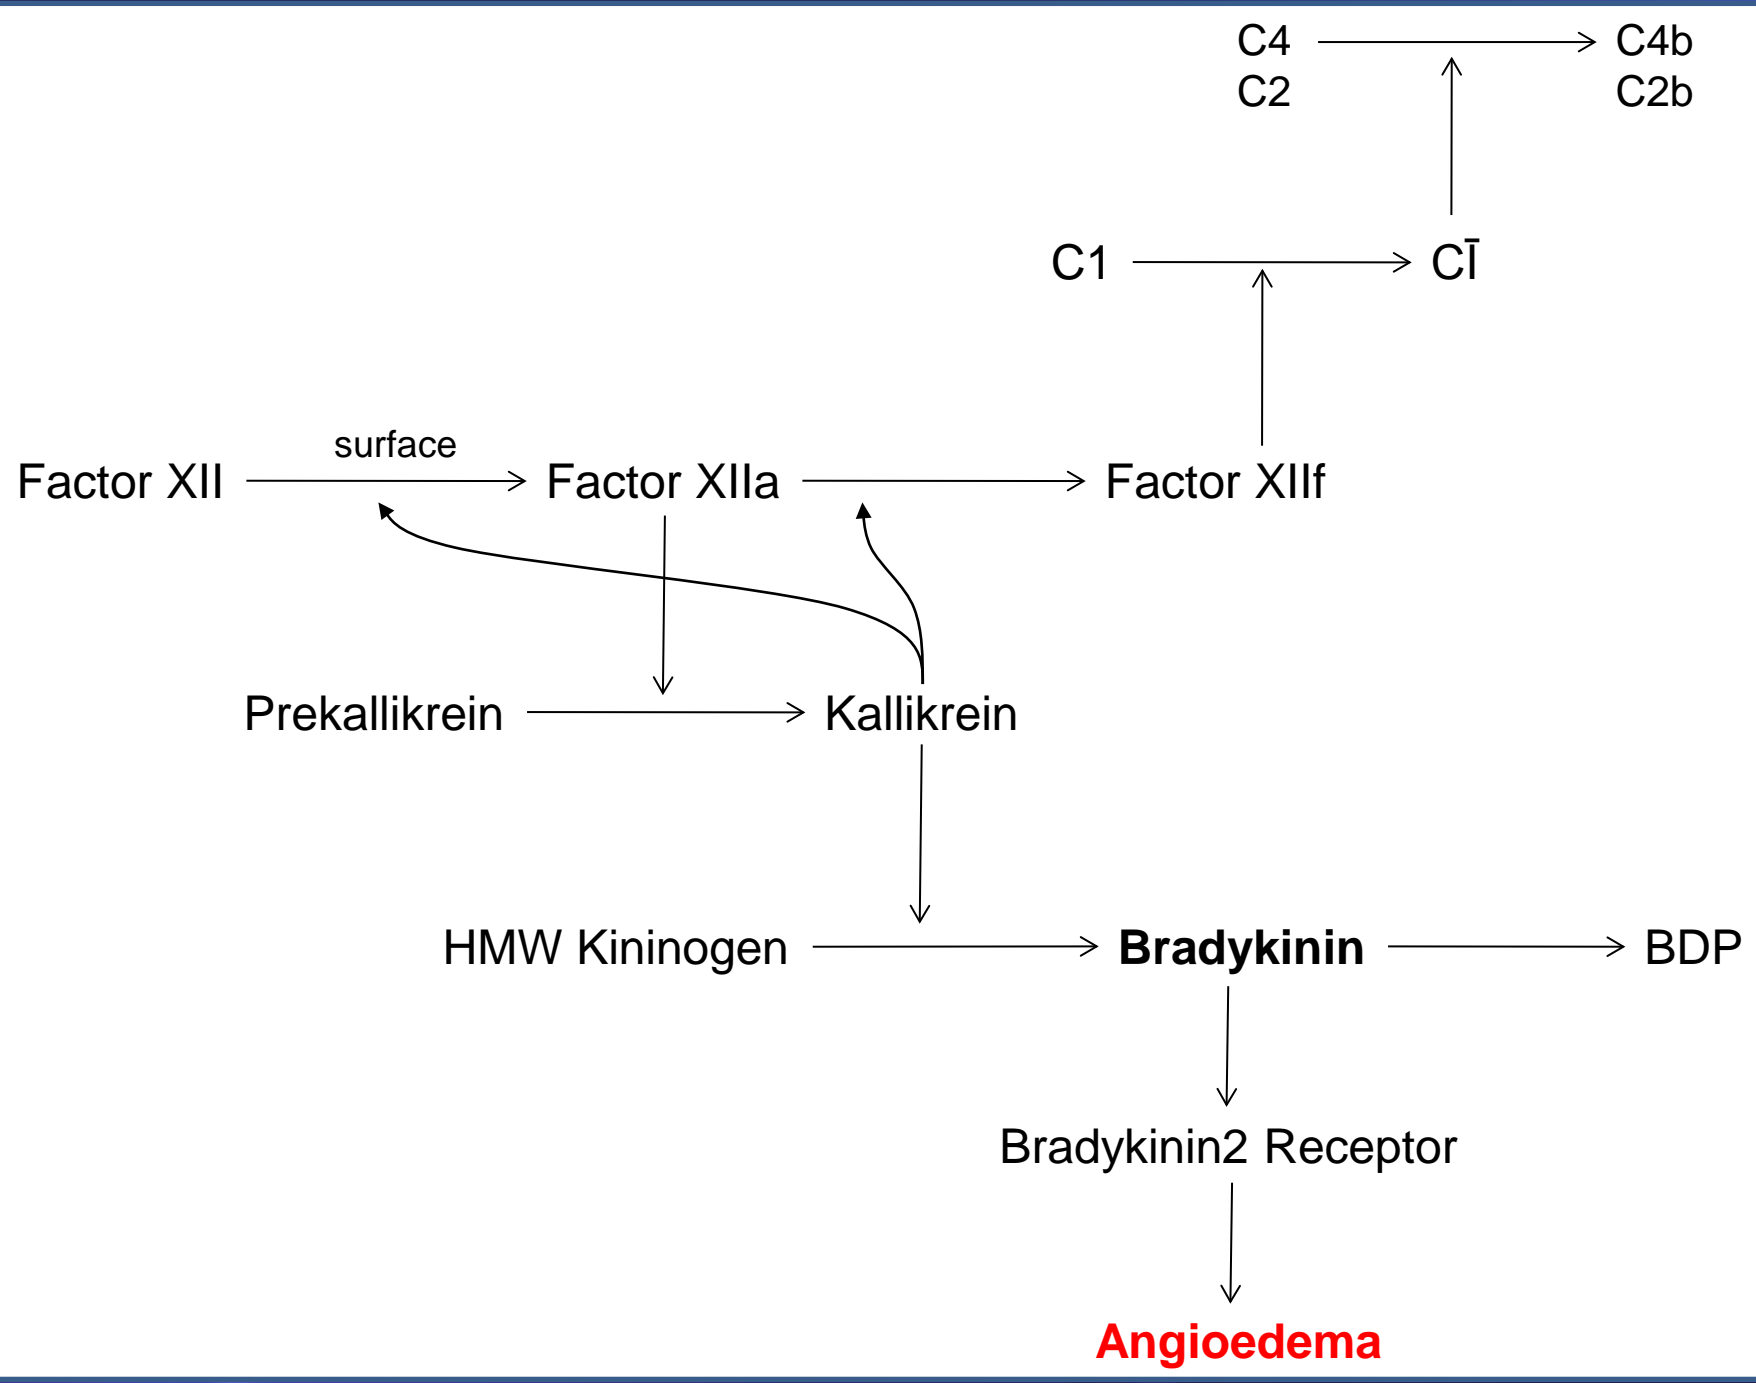 C4
C4b
C2
C2b
C1
CĪ
surface
Factor XII
Factor XIIa
Factor XIIf
Prekallikrein
Kallikrein
HMW Kininogen
Bradykinin
BDP
Bradykinin2 Receptor
Angioedema